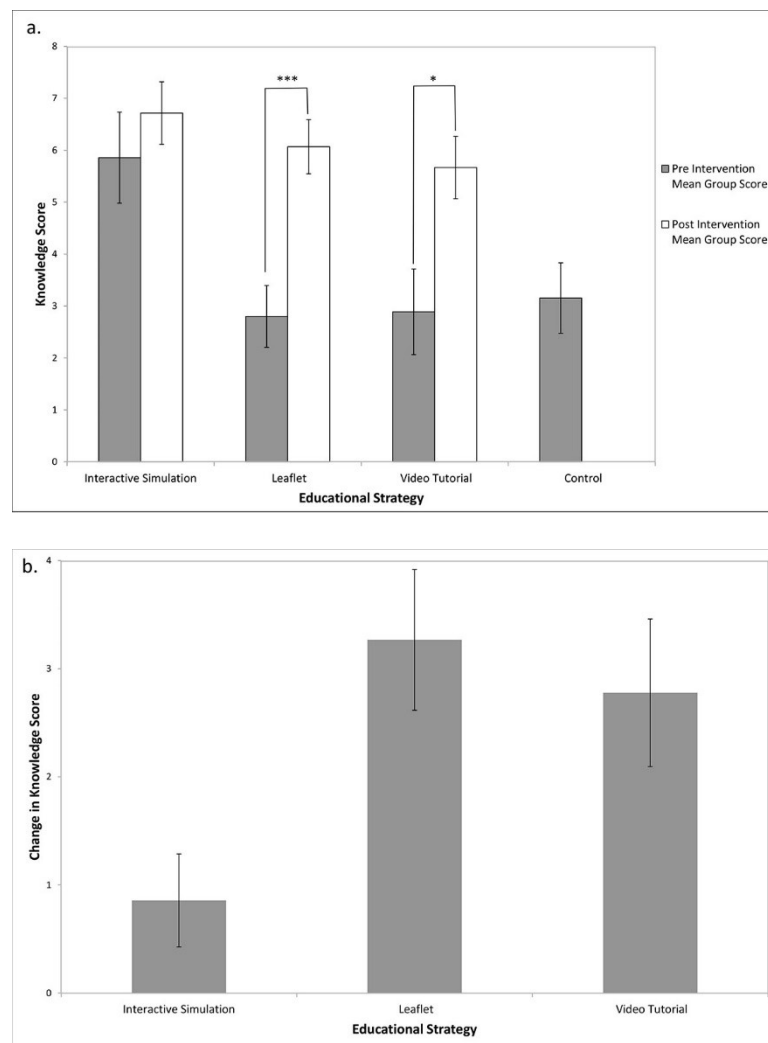 a.
8
7
6
5
4
3
2
1
0
Knowledge Score
***
*
Pre Intervention
Mean Group Score
Post Intervention
Mean Group Score
Interactive Simulation
Leaflet
Video Tutorial
Control
Educational Strategy
b.
4
3
2
1
0
Change in Knowledge Score
Interactive Simulation
Leaflet
Video Tutorial
Educational Strategy